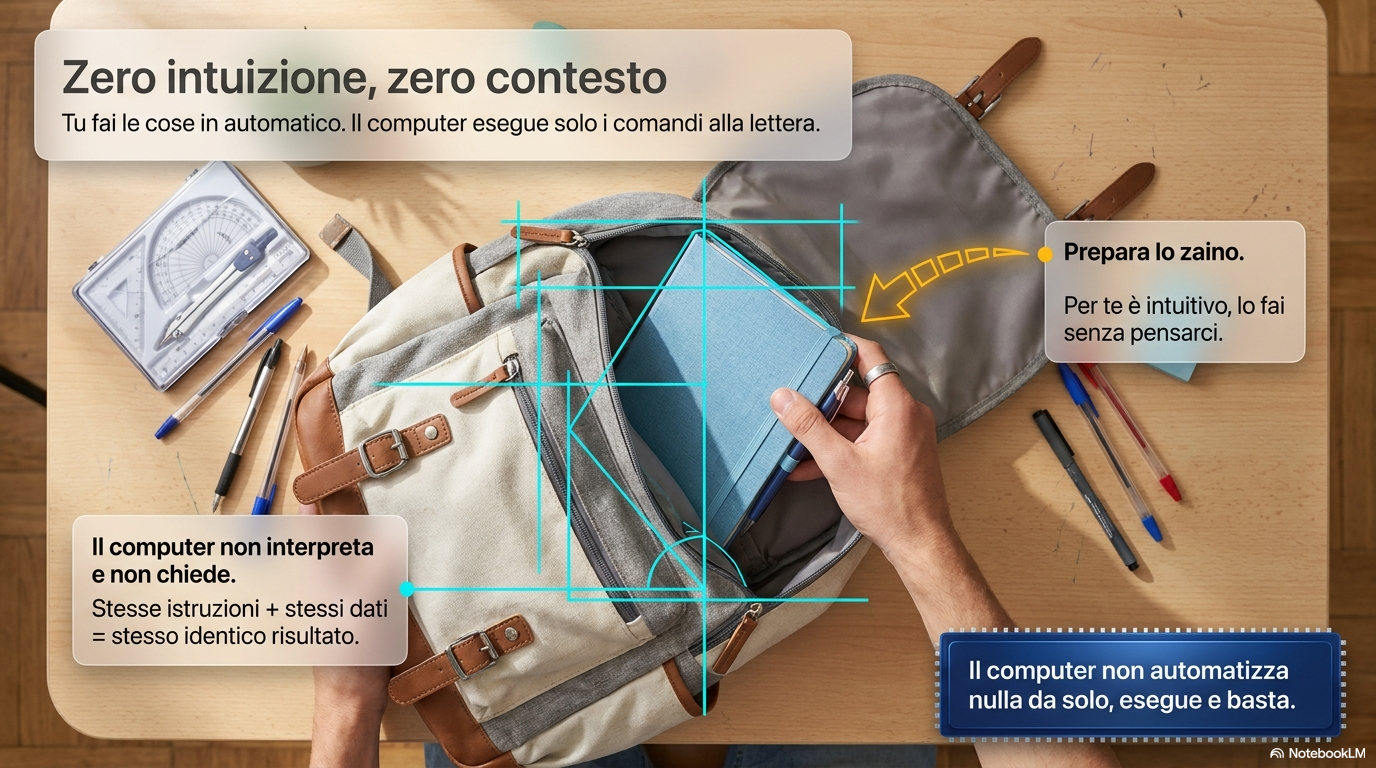 Zero intuizione, zero contesto
Tu fai le cose in automatico. Il computer esegue solo i comandi alla lettera.
Prepara lo zaino.
Per te è intuitivo, lo fai
senza pensarci.
Il computer non interpreta
e non chiede.
Stesse istruzioni + stessi dati
= stesso identico risultato.
Il computer non automatizza
nulla da solo, esegue e basta.
NotebookLM